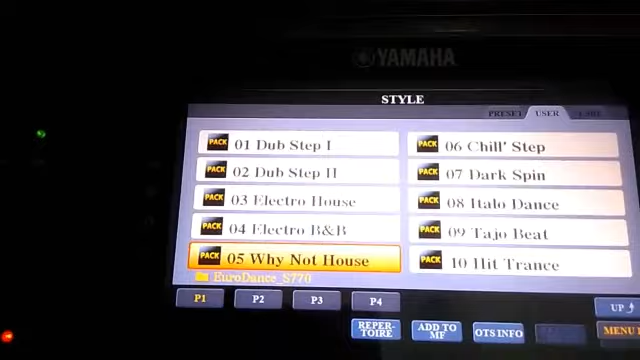 YAMAHA
STYLE
PRESET USER
PACK 01 Dub Step I
PACK 02 Dub Step II
PACK 03 Electro House
PACK 04 Electro R&B
PACK 05 Why Not House
PACK 06 Chill' Step
PACK 07 Dark Spin
PACK 08 Italo Dance
PACK 09 Tajo Beat
PACK 10 Hit Trance
EuroDance_S770
P1 P2 P3 P4 UP
REPER-
TOIRE
ADD TO
MF
OTS INFO
MENU